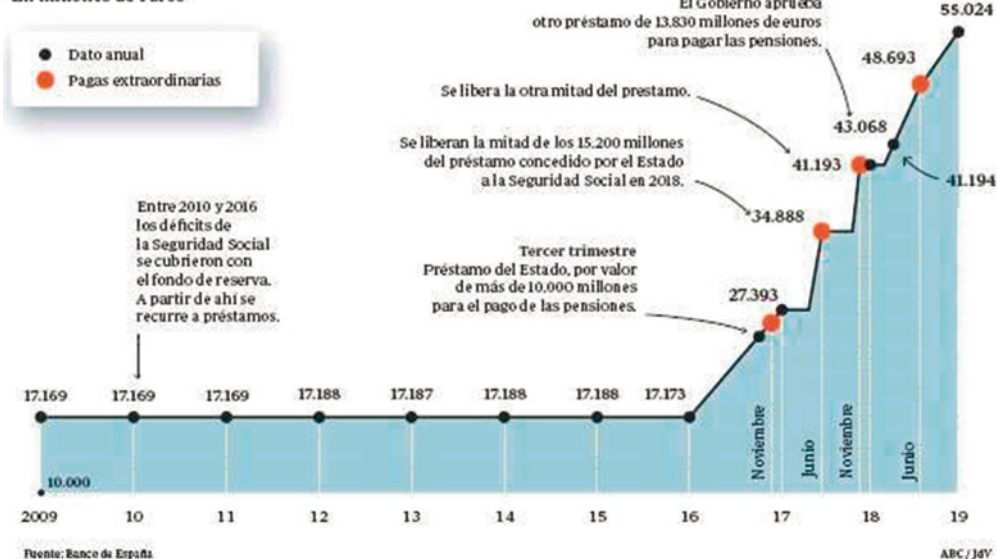 En millones de euros
Dato anual
Pagas extraordinarias
El Gobierno aprueba
otro préstamo de 13.830 millones de euros
para pagar las pensiones.
55.024
48.693
Se libera la otra mitad del prestamo.
43.068
Se liberan la mitad de los 15.200 millones
del préstamo concedido por el Estado
a la Seguridad Social en 2018.
41.193
41.194
34.888
Entre 2010 y 2016
los déficits de
la Seguridad Social
se cubrieron con
el fondo de reserva.
A partir de ahí se
recurre a préstamos.
Tercer trimestre
Préstamo del Estado, por valor
de más de 10.000 millones
para el pago de las pensiones.
27.393
17.169 17.169 17.169 17.188 17.187 17.188 17.188 17.173
Noviembre
Junio
Noviembre
Junio
10.000
2009 10 11 12 13 14 15 16 17 18 19
Fuente: Banco de España
ABC / JdV